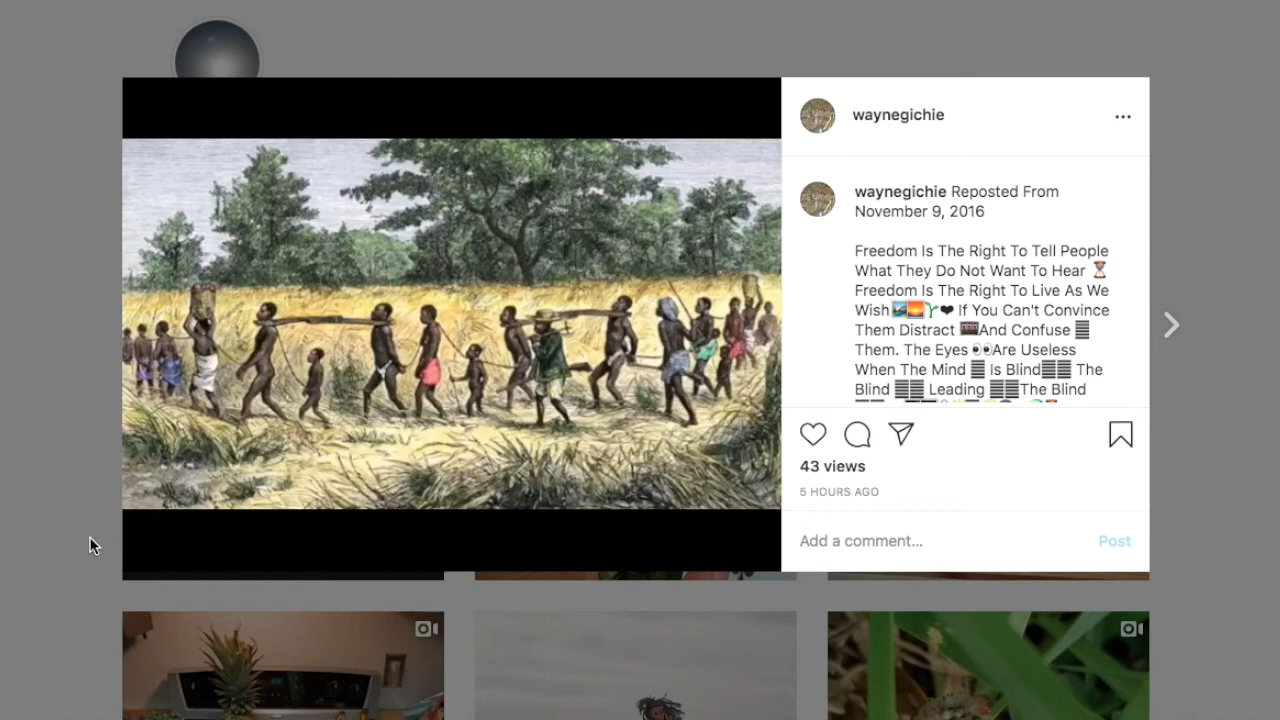 waynegichie
waynegichie Reposted From
November 9, 2016
Freedom Is The Right To Tell People
What They Do Not Want To Hear ⏳
Freedom Is The Right To Live As We
Wish 🏞️🌅🌱❤ If You Can't Convince
Them Distract And Confuse
Them. The Eyes 👀Are Useless
When The Mind Is Blind The
Blind Leading The Blind
43 views
5 HOURS AGO
Add a comment...
Post